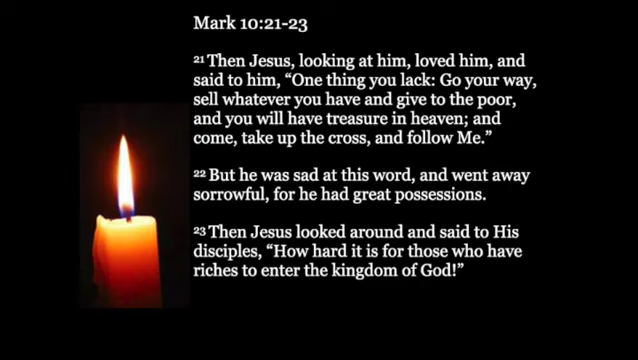 Mark 10:21-23
21 Then Jesus, looking at him, loved him, and
said to him, “One thing you lack: Go your way,
sell whatever you have and give to the poor,
and you will have treasure in heaven; and
come, take up the cross, and follow Me.”
22 But he was sad at this word, and went away
sorrowful, for he had great possessions.
23 Then Jesus looked around and said to His
disciples, “How hard it is for those who have
riches to enter the kingdom of God!”